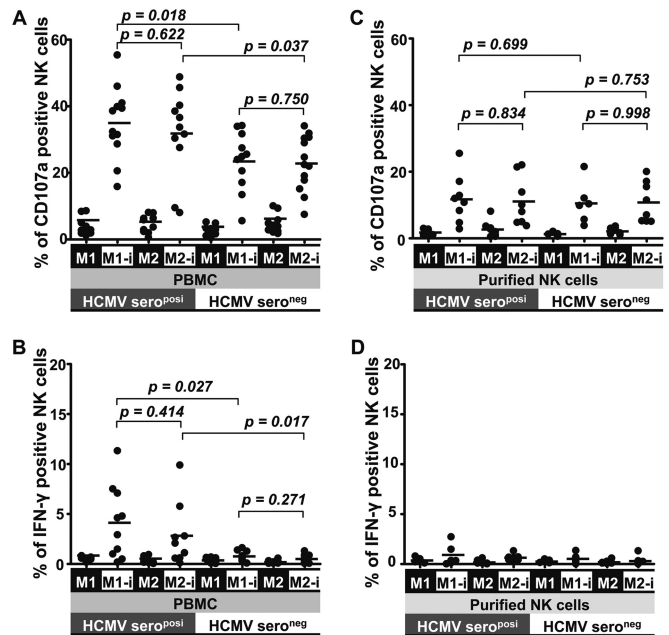 A
% of CD107a positive NK cells
60
40
20
0
p = 0.018
p = 0.622
p = 0.037
p = 0.750
M1 M1-i M2 M2-i M1 M1-i M2 M2-i
PBMC
HCMV sero^posi HCMV sero^neg
C
% of CD107a positive NK cells
60
40
20
0
p = 0.699
p = 0.753
p = 0.834
p = 0.998
M1 M1-i M2 M2-i M1 M1-i M2 M2-i
Purified NK cells
HCMV sero^posi HCMV sero^neg
B
% of IFN-γ positive NK cells
20
15
10
5
0
p = 0.027
p = 0.414
p = 0.017
p = 0.271
M1 M1-i M2 M2-i M1 M1-i M2 M2-i
PBMC
HCMV sero^posi HCMV sero^neg
D
% of IFN-γ positive NK cells
20
15
10
5
0
M1 M1-i M2 M2-i M1 M1-i M2 M2-i
Purified NK cells
HCMV sero^posi HCMV sero^neg